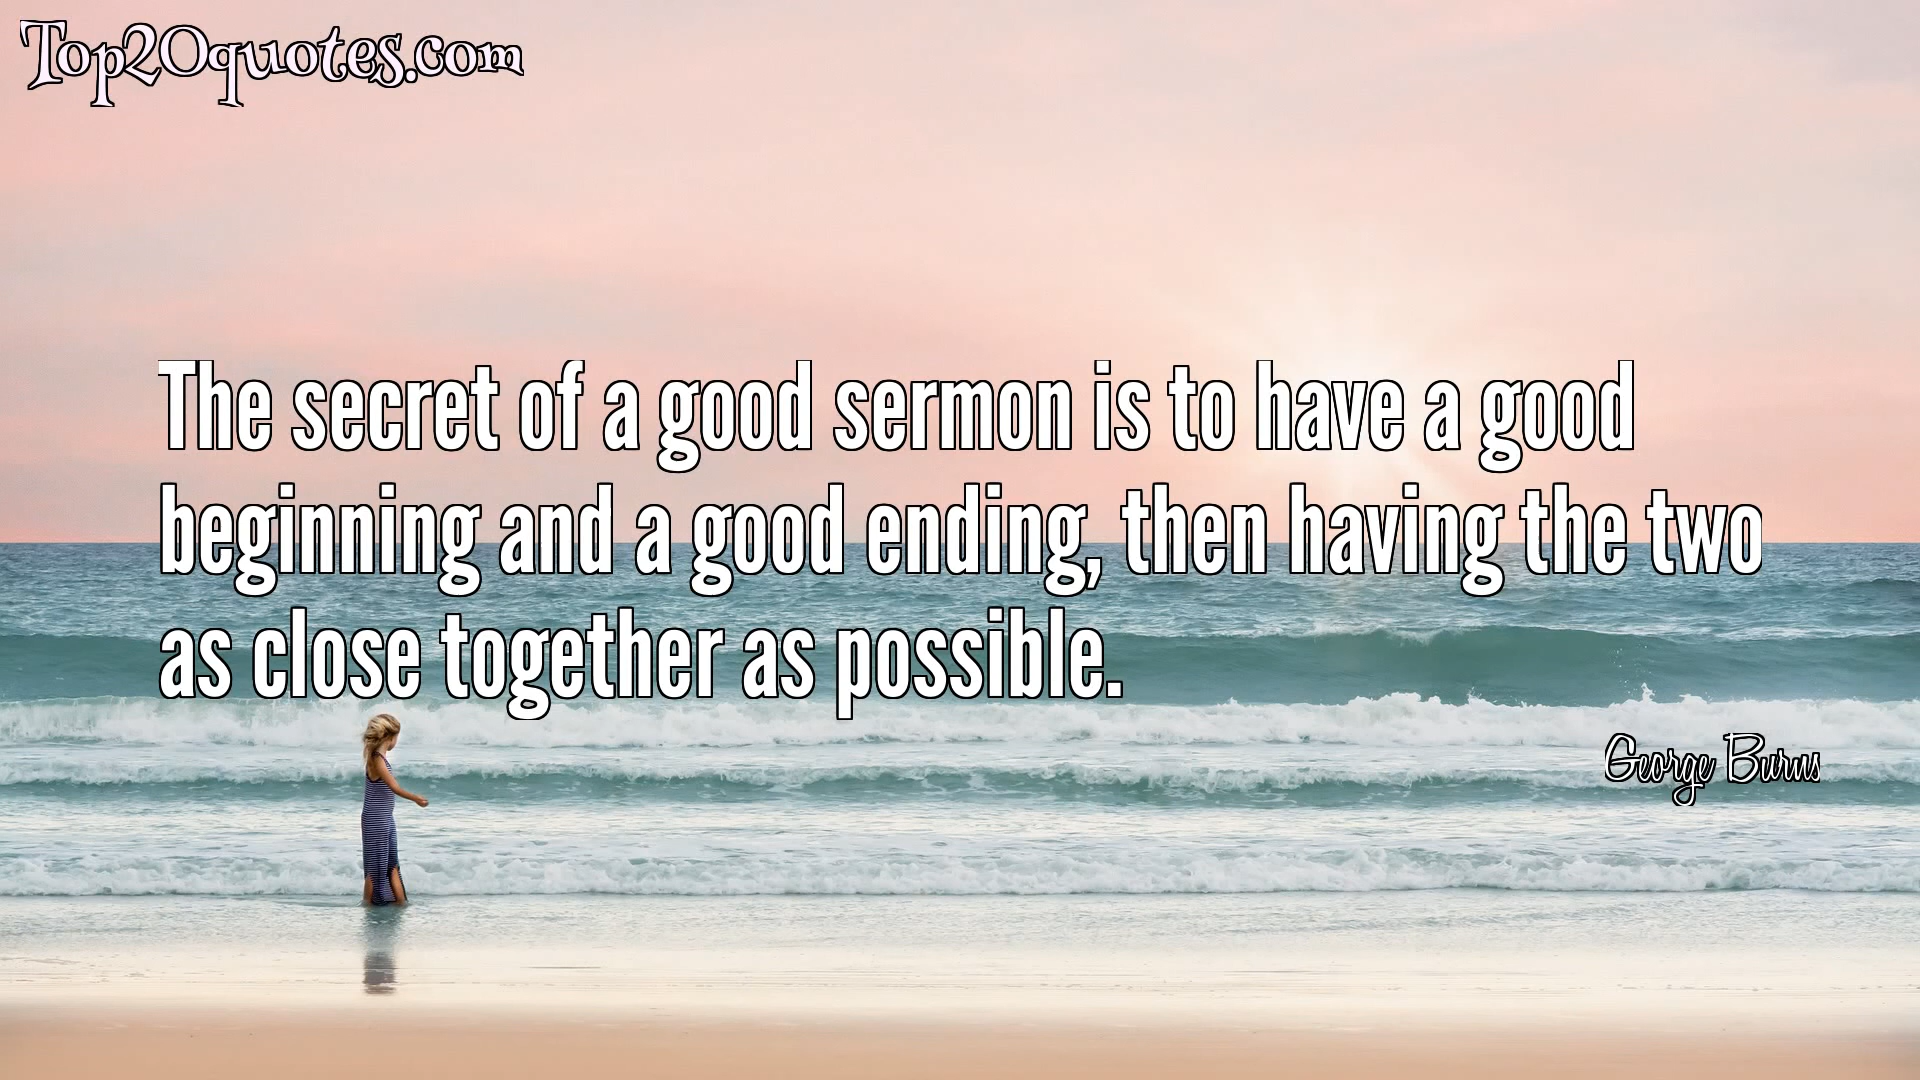 Top20quotes.com
The secret of a good sermon is to have a good
beginning and a good ending, then having the two
as close together as possible.
George Burns